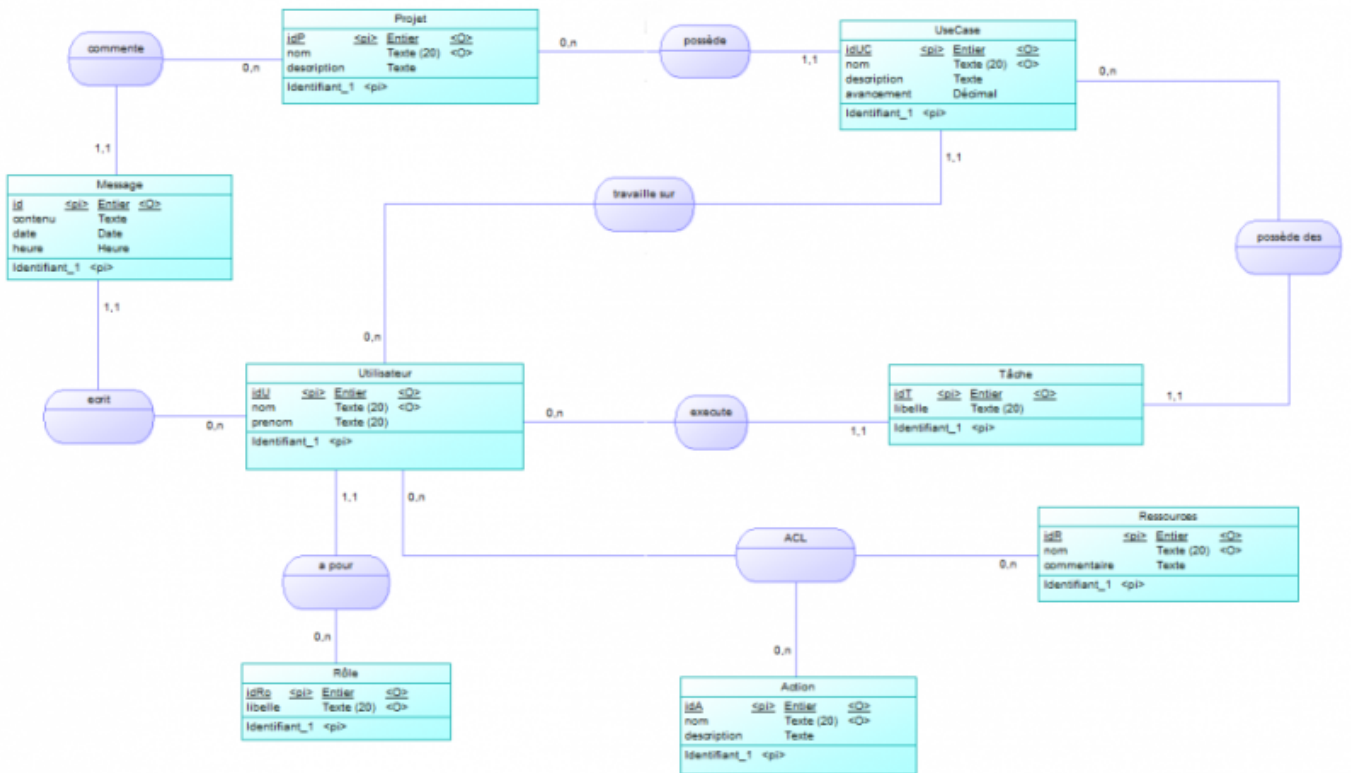 Projet
idP <pi> Entier <O>
nom Texte (20) <O>
description Texte
Identifiant_1 <pi>
commente
0,n
1,1
0,n
possède
1,1
UseCase
idUC <pi> Entier <O>
nom Texte (20) <O>
description Texte
avancement Décimal
Identifiant_1 <pi>
0,n
1,1
Message
id <pi> Entier <O>
contenu Texte
date Date
heure Heure
Identifiant_1 <pi>
travaille sur
possède des
1,1
0,n
1,1
ecrit
0,n
Utilisateur
idU <pi> Entier <O>
nom Texte (20) <O>
prenom Texte (20)
Identifiant_1 <pi>
0,n
execute
1,1
Tâche
idT <pi> Entier <O>
libelle Texte (20)
Identifiant_1 <pi>
1,1
0,n
a pour
0,n
ACL
0,n
0,n
Ressources
idR <pi> Entier <O>
nom Texte (20) <O>
commentaire Texte
Identifiant_1 <pi>
Rôle
idRo <pi> Entier <O>
libelle Texte (20) <O>
Identifiant_1 <pi>
Action
idA <pi> Entier <O>
nom Texte (20) <O>
description Texte
Identifiant_1 <pi>